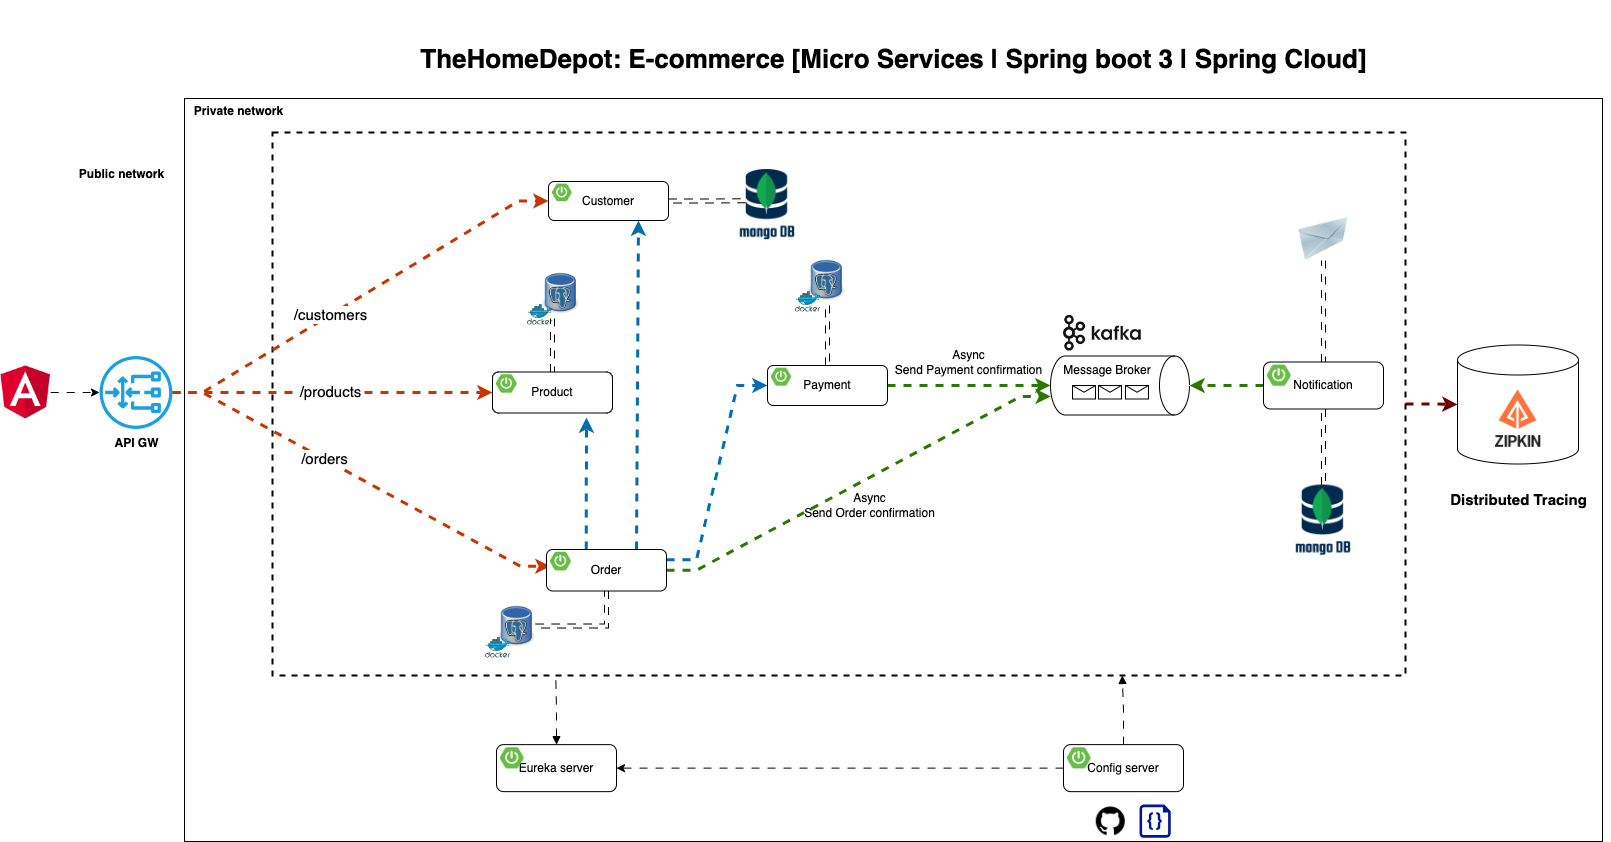 TheHomeDepot: E-commerce [Micro Services | Spring boot 3 | Spring Cloud]
Private network
Public network
Customer
mongo DB
/customers
docker
docker
kafka
Async
Send Payment confirmation
Message Broker
/products
Product
Payment
Notification
API GW
ZIPKIN
/orders
Distributed Tracing
Async
Send Order confirmation
mongo DB
Order
docker
Eureka server
Config server